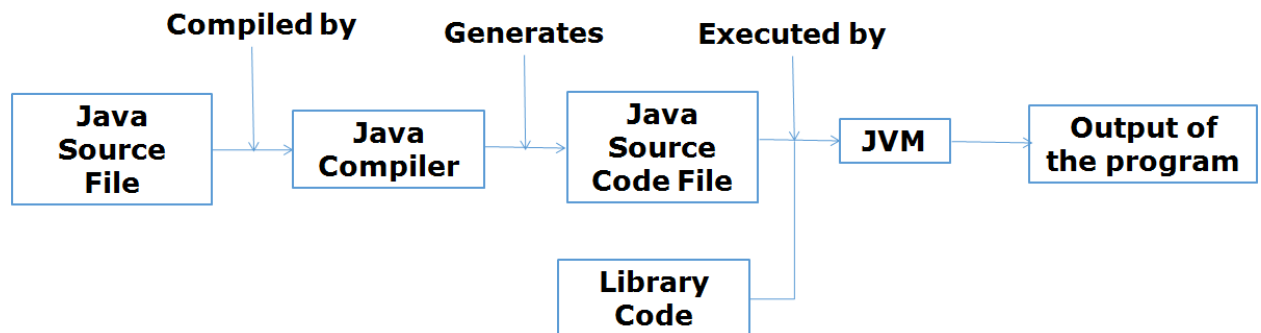 Compiled by
Generates
Executed by
Java
Source
File
Java
Compiler
Java
Source
Code File
JVM
Output of
the program
Library
Code